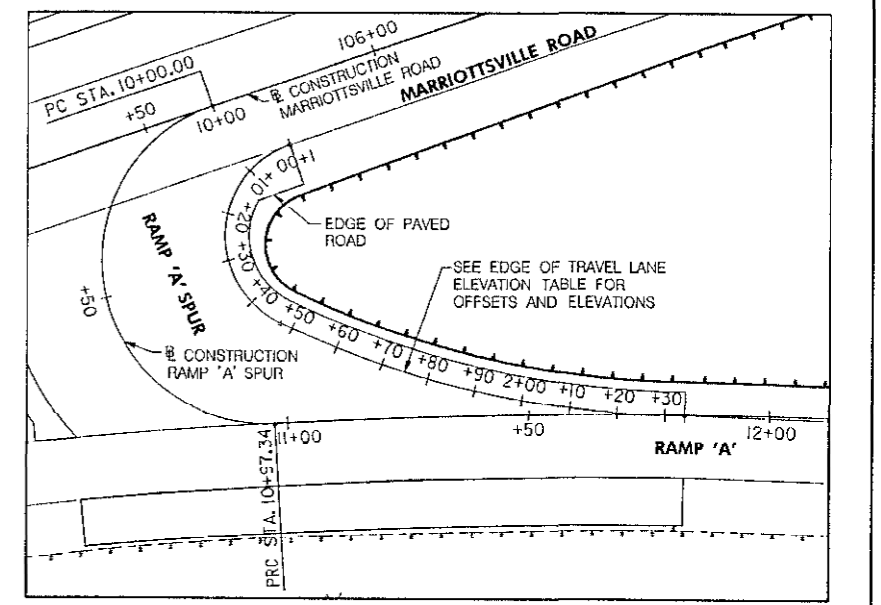 106+00
℄ CONSTRUCTION
MARRIOTTSVILLE ROAD
MARRIOTTSVILLE ROAD
PC STA. 10+00.00
+50
10+00
1+00
+10
+20
+30
+40
+50
+60
+70
+80
+90
2+00
+10
+20
+30
EDGE OF PAVED
ROAD
SEE EDGE OF TRAVEL LANE
ELEVATION TABLE FOR
OFFSETS AND ELEVATIONS
RAMP 'A' SPUR
+50
℄ CONSTRUCTION
RAMP 'A' SPUR
11+00
+50
12+00
RAMP 'A'
PRC STA. 10+97.34